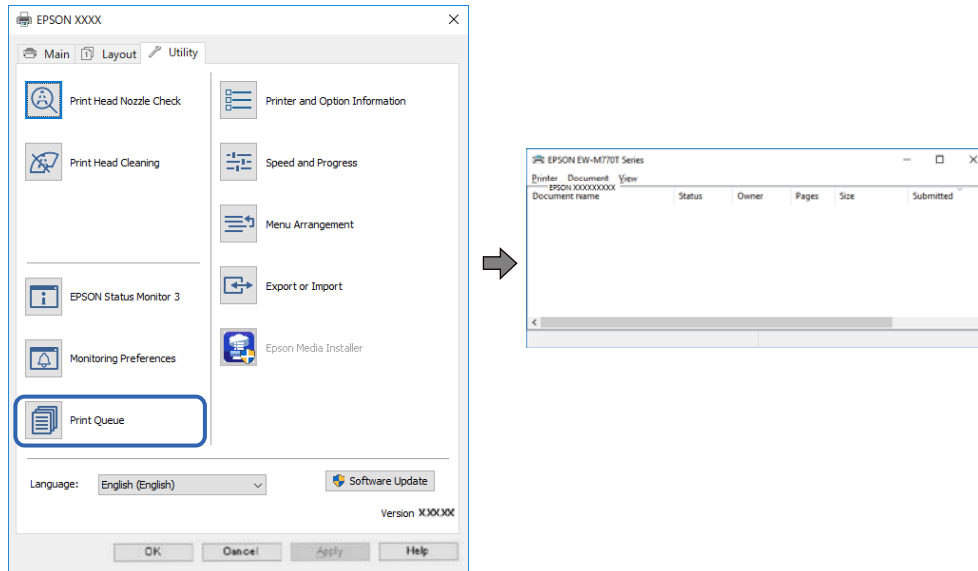 EPSON XXXX
Main
Layout
Utility
Print Head Nozzle Check
Print Head Cleaning
EPSON Status Monitor 3
Monitoring Preferences
Print Queue
Printer and Option Information
Speed and Progress
Menu Arrangement
Export or Import
Epson Media Installer
Language: English (English)
Software Update
Version X.XX.XX
OK Cancel Apply Help
EPSON EW-M770T Series
Printer Document View
EPSON XXXXXXXXX
Document Name Status Owner Pages Size Submitted